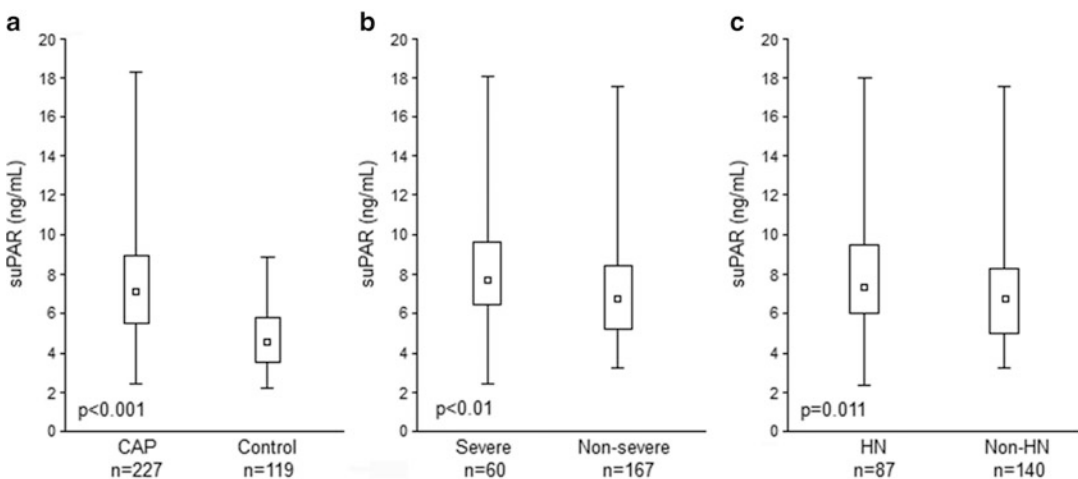 a
suPAR (ng/mL)
20
18
16
14
12
10
8
6
4
2
0
p<0.001
CAP Control
n=227 n=119
b
suPAR (ng/mL)
20
18
16
14
12
10
8
6
4
2
0
p<0.01
Severe Non-severe
n=60 n=167
c
suPAR (ng/mL)
20
18
16
14
12
10
8
6
4
2
0
p=0.011
HN Non-HN
n=87 n=140